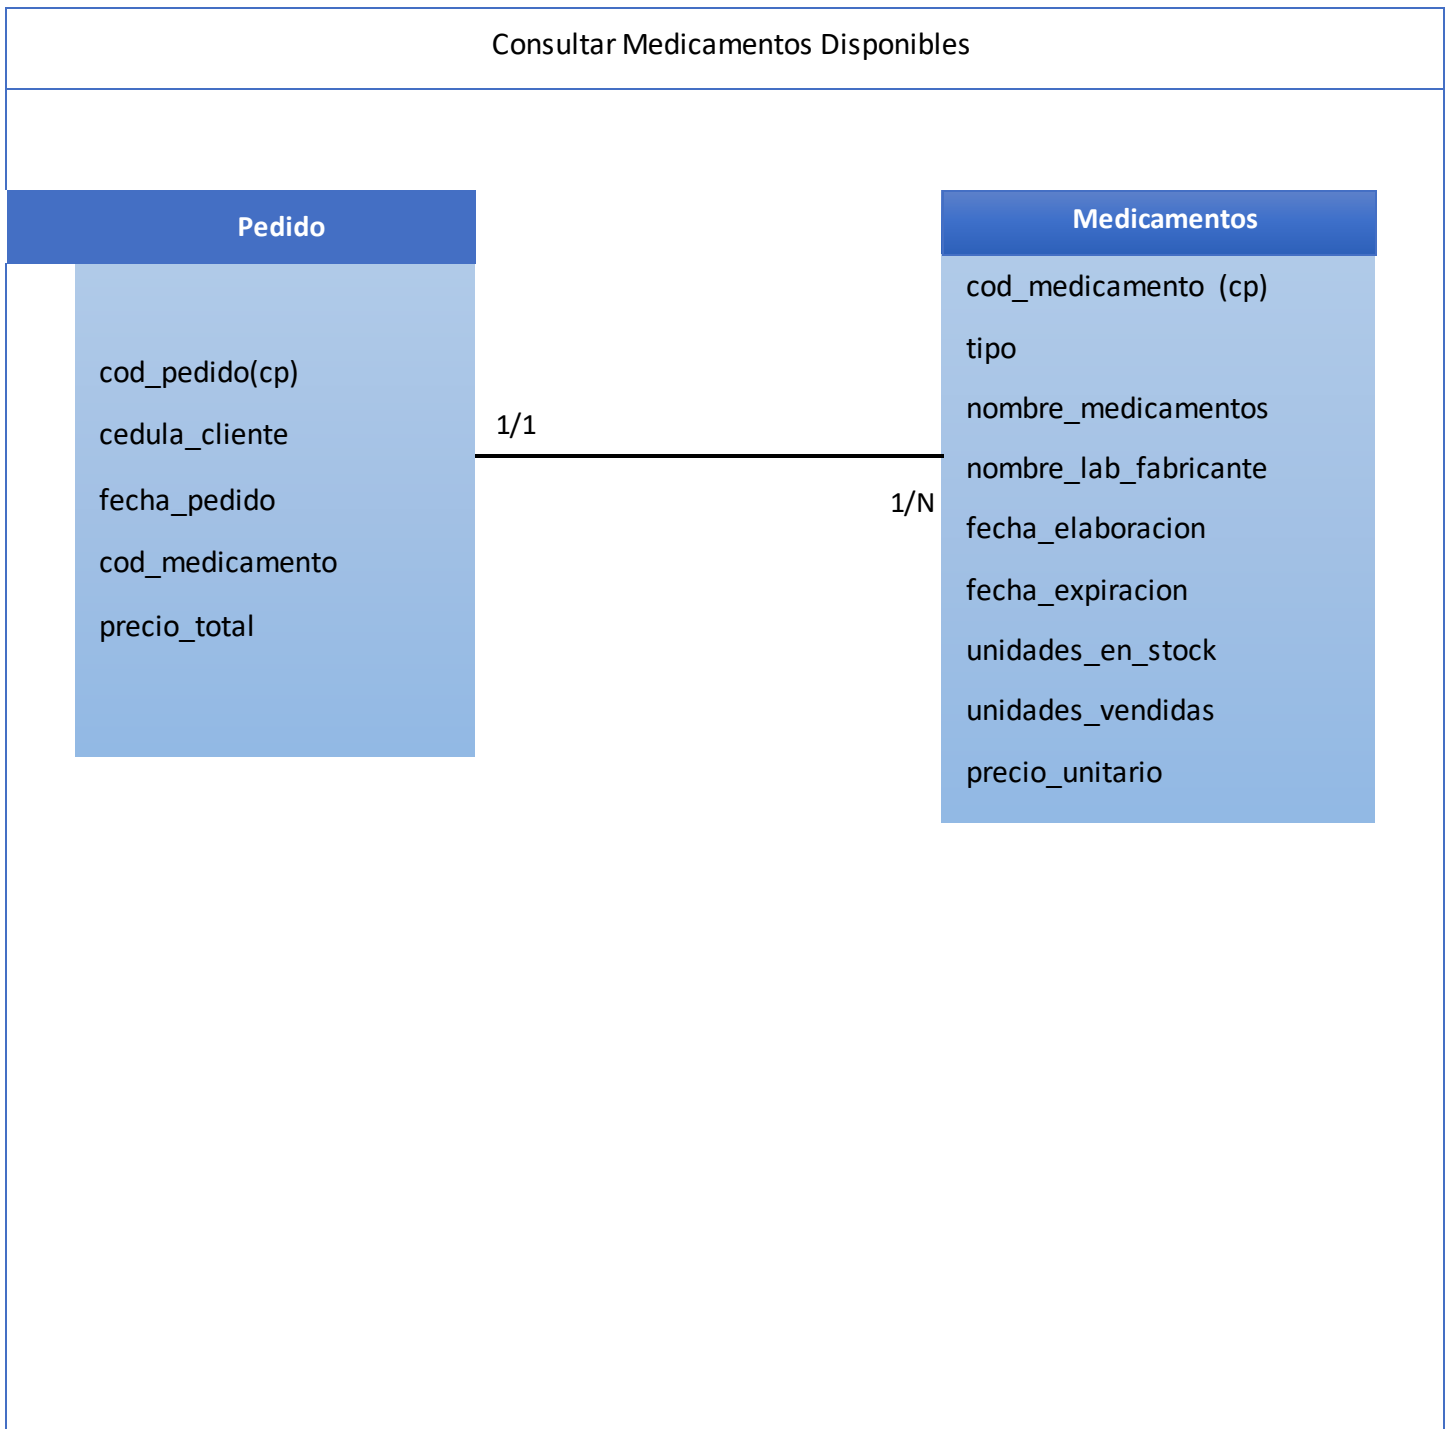 Consultar Medicamentos Disponibles
Pedido
cod_pedido(cp)
cedula_cliente
fecha_pedido
cod_medicamento
precio_total
1/1
1/N
Medicamentos
cod_medicamento (cp)
tipo
nombre_medicamentos
nombre_lab_fabricante
fecha_elaboracion
fecha_expiracion
unidades_en_stock
unidades_vendidas
precio_unitario